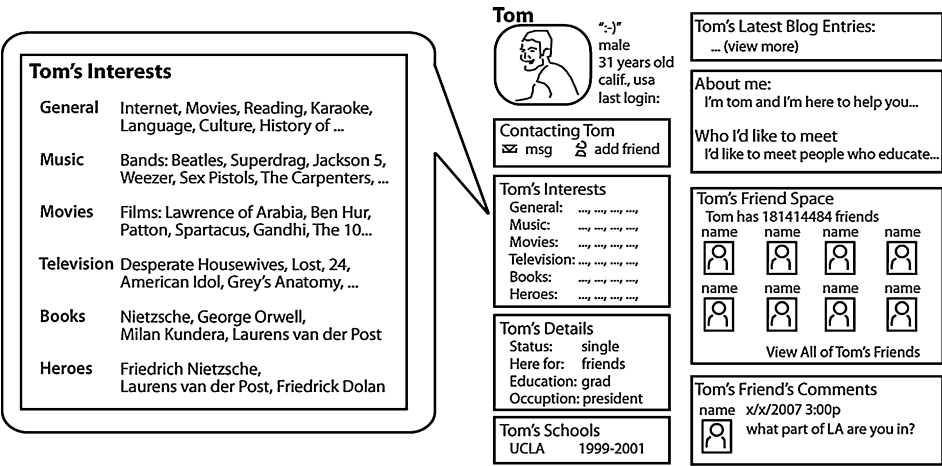 Tom's Interests
General Internet, Movies, Reading, Karaoke,
Language, Culture, History of ...
Music Bands: Beatles, Superdrag, Jackson 5,
Weezer, Sex Pistols, The Carpenters, ...
Movies Films: Lawrence of Arabia, Ben Hur,
Patton, Spartacus, Gandhi, The 10...
Television Desperate Housewives, Lost, 24,
American Idol, Grey's Anatomy, ...
Books Nietzsche, George Orwell,
Milan Kundera, Laurens van der Post
Heroes Friedrich Nietzsche,
Laurens van der Post, Friedrick Dolan
Tom
":-)"
male
31 years old
calif., usa
last login:
Contacting Tom
msg add friend
Tom's Interests
General: ..., ..., ..., ...,
Music: ..., ..., ..., ...,
Movies: ..., ..., ..., ...,
Television: ..., ..., ..., ...,
Books: ..., ..., ..., ...,
Heroes: ..., ..., ..., ...,
Tom's Details
Status: single
Here for: friends
Education: grad
Occuption: president
Tom's Schools
UCLA 1999-2001
Tom's Latest Blog Entries:
... (view more)
About me:
I'm tom and I'm here to help you...
Who I'd like to meet
I'd like to meet people who educate...
Tom's Friend Space
Tom has 181414484 friends
name name name name
name name name name
View All of Tom's Friends
Tom's Friend's Comments
name x/x/2007 3:00p
what part of LA are you in?